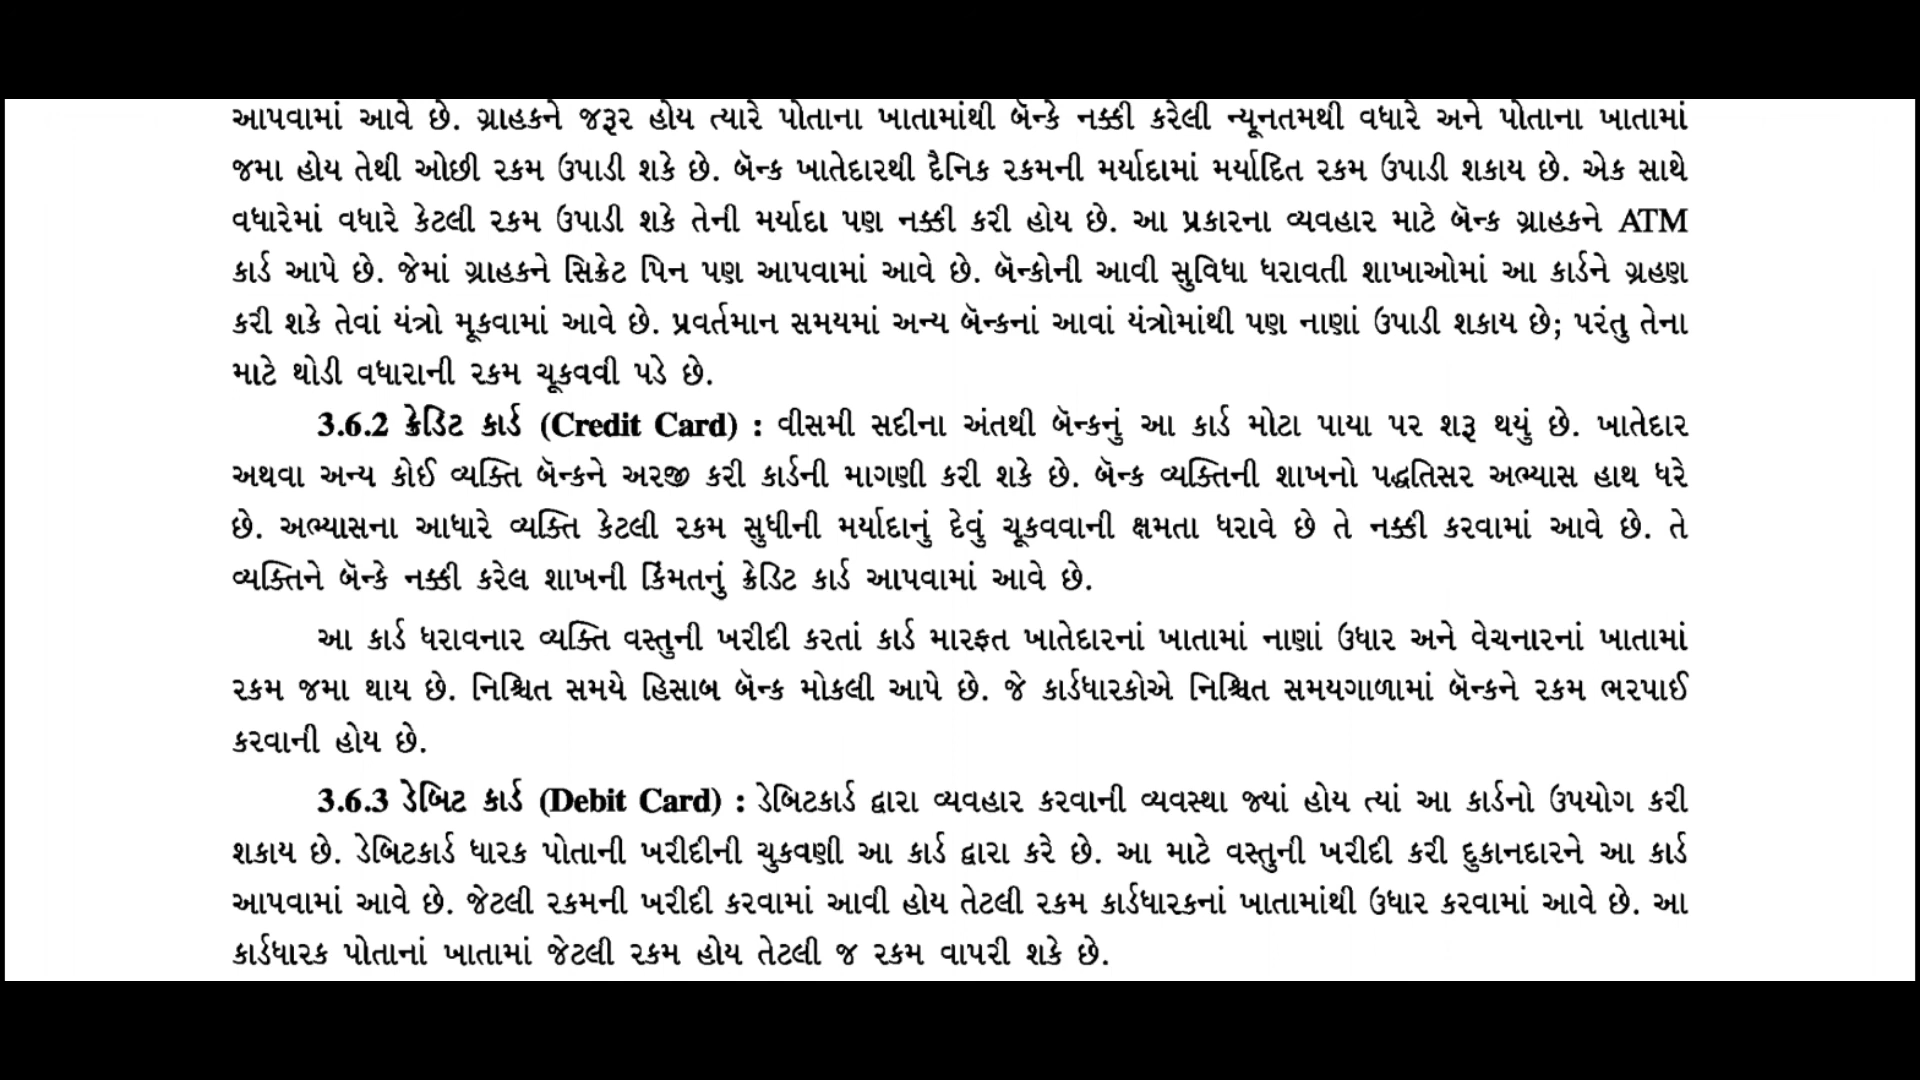 આપવામાં આવે છે. ગ્રાહકને જરૂર હોય ત્યારે પોતાના ખાતામાંથી બૅન્કે નક્કી કરેલી ન્યૂનતમથી વધારે અને પોતાના ખાતામાં
જમા હોય તેથી ઓછી રકમ ઉપાડી શકે છે. બૅન્ક ખાતેદારથી દૈનિક રકમની મર્યાદામાં મર્યાદિત રકમ ઉપાડી શકાય છે. એક સાથે
વધારેમાં વધારે કેટલી રકમ ઉપાડી શકે તેની મર્યાદા પણ નક્કી કરી હોય છે. આ પ્રકારના વ્યવહાર માટે બૅન્ક ગ્રાહકને ATM
કાર્ડ આપે છે. જેમાં ગ્રાહકને સિક્રેટ પિન પણ આપવામાં આવે છે. બૅન્કોની આવી સુવિધા ધરાવતી શાખાઓમાં આ કાર્ડને ગ્રહણ
કરી શકે તેવાં યંત્રો મૂકવામાં આવે છે. પ્રવર્તમાન સમયમાં અન્ય બૅન્કનાં આવાં યંત્રોમાંથી પણ નાણાં ઉપાડી શકાય છે; પરંતુ તેના
માટે થોડી વધારાની રકમ ચૂકવવી પડે છે.
3.6.2 ક્રેડિટ કાર્ડ (Credit Card) : વીસમી સદીના અંતથી બૅન્કનું આ કાર્ડ મોટા પાયા પર શરૂ થયું છે. ખાતેદાર
અથવા અન્ય કોઈ વ્યક્તિ બૅન્કને અરજી કરી કાર્ડની માગણી કરી શકે છે. બૅન્ક વ્યક્તિની શાખનો પદ્ધતિસર અભ્યાસ હાથ ધરે
છે. અભ્યાસના આધારે વ્યક્તિ કેટલી રકમ સુધીની મર્યાદાનું દેવું ચૂકવવાની ક્ષમતા ધરાવે છે તે નક્કી કરવામાં આવે છે. તે
વ્યક્તિને બૅન્કે નક્કી કરેલ શાખની કિંમતનું ક્રેડિટ કાર્ડ આપવામાં આવે છે.
આ કાર્ડ ધરાવનાર વ્યક્તિ વસ્તુની ખરીદી કરતાં કાર્ડ મારફત ખાતેદારનાં ખાતામાં નાણાં ઉધાર અને વેચનારનાં ખાતામાં
રકમ જમા થાય છે. નિશ્ચિત સમયે હિસાબ બૅન્ક મોકલી આપે છે. જે કાર્ડધારકોએ નિશ્ચિત સમયગાળામાં બૅન્કને રકમ ભરપાઈ
કરવાની હોય છે.
3.6.3 ડેબિટ કાર્ડ (Debit Card) : ડેબિટકાર્ડ દ્વારા વ્યવહાર કરવાની વ્યવસ્થા જ્યાં હોય ત્યાં આ કાર્ડનો ઉપયોગ કરી
શકાય છે. ડેબિટકાર્ડ ધારક પોતાની ખરીદીની ચુકવણી આ કાર્ડ દ્વારા કરે છે. આ માટે વસ્તુની ખરીદી કરી દુકાનદારને આ કાર્ડ
આપવામાં આવે છે. જેટલી રકમની ખરીદી કરવામાં આવી હોય તેટલી રકમ કાર્ડધારકનાં ખાતામાંથી ઉધાર કરવામાં આવે છે. આ
કાર્ડધારક પોતાનાં ખાતામાં જેટલી રકમ હોય તેટલી જ રકમ વાપરી શકે છે.